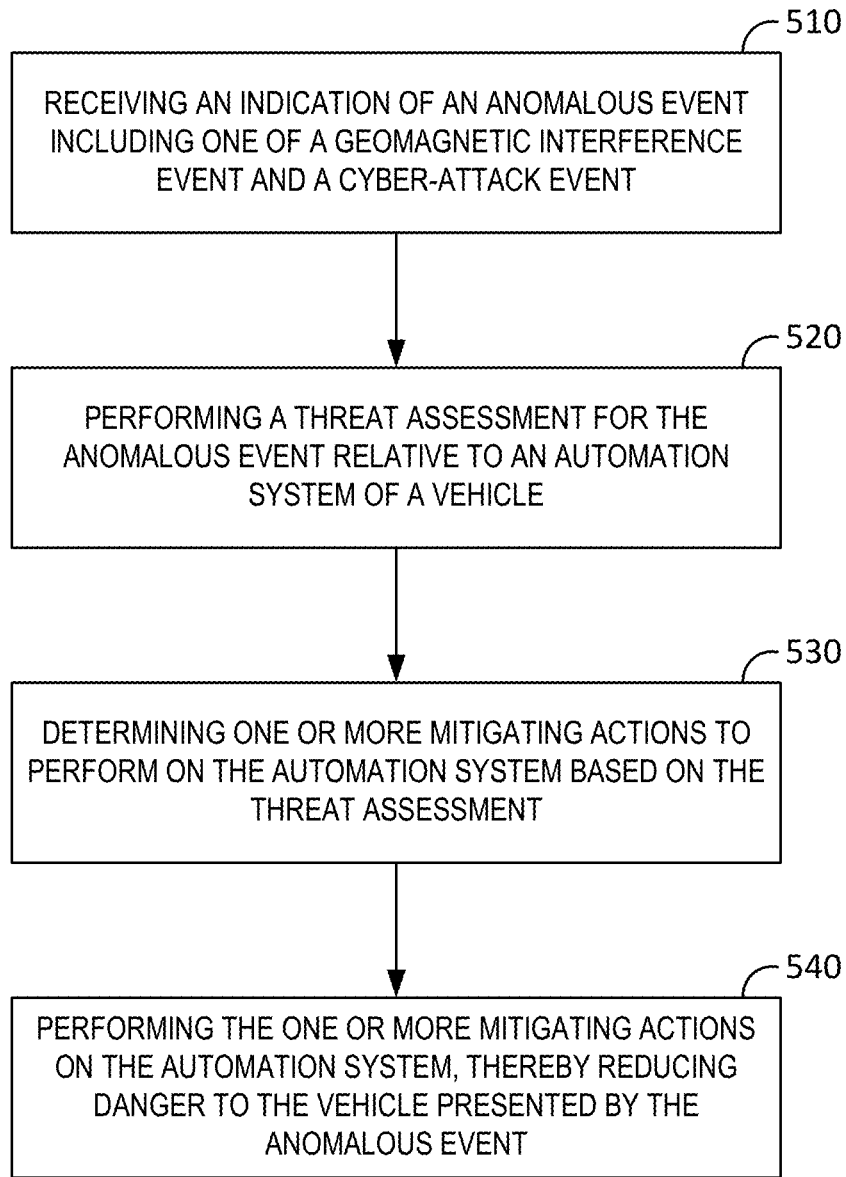 510
RECEIVING AN INDICATION OF AN ANOMALOUS EVENT
INCLUDING ONE OF A GEOMAGNETIC INTERFERENCE
EVENT AND A CYBER-ATTACK EVENT
520
PERFORMING A THREAT ASSESSMENT FOR THE
ANOMALOUS EVENT RELATIVE TO AN AUTOMATION
SYSTEM OF A VEHICLE
530
DETERMINING ONE OR MORE MITIGATING ACTIONS TO
PERFORM ON THE AUTOMATION SYSTEM BASED ON THE
THREAT ASSESSMENT
540
PERFORMING THE ONE OR MORE MITIGATING ACTIONS
ON THE AUTOMATION SYSTEM, THEREBY REDUCING
DANGER TO THE VEHICLE PRESENTED BY THE
ANOMALOUS EVENT